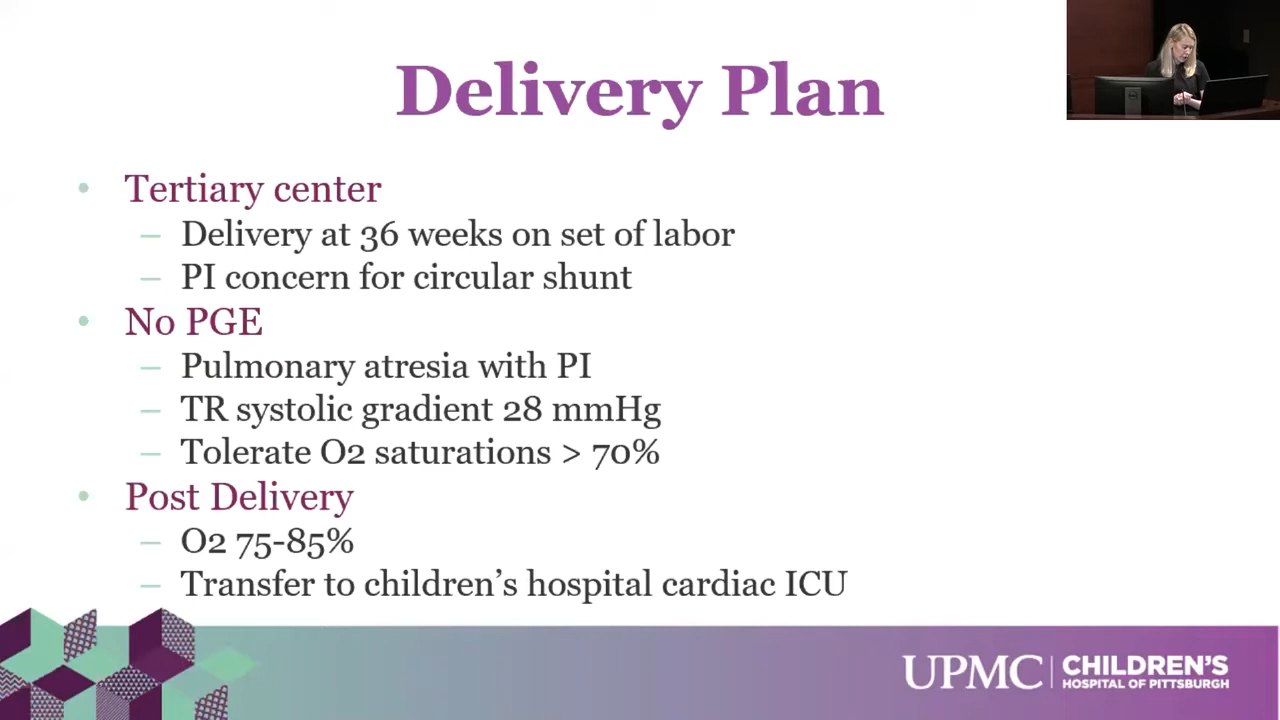 Delivery Plan
• Tertiary center
– Delivery at 36 weeks on set of labor
– PI concern for circular shunt
• No PGE
– Pulmonary atresia with PI
– TR systolic gradient 28 mmHg
– Tolerate O2 saturations > 70%
• Post Delivery
– O2 75-85%
– Transfer to children's hospital cardiac ICU
UPMC | CHILDREN'S
HOSPITAL OF PITTSBURGH